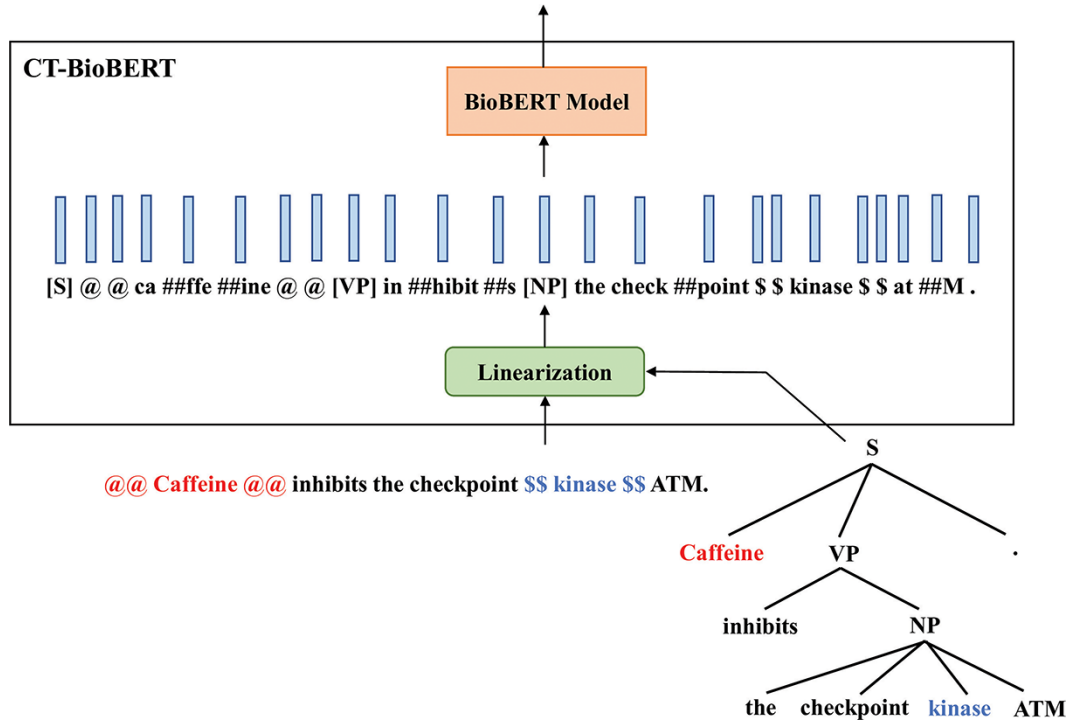 CT-BioBERT
BioBERT Model
[S] @ @ ca ##ffe ##ine @ @ [VP] in ##hibit ##s [NP] the check ##point $ $ kinase $ $ at ##M .
Linearization
@@ Caffeine @@ inhibits the checkpoint $$ kinase $$ ATM.
S
Caffeine VP .
inhibits NP
the checkpoint kinase ATM